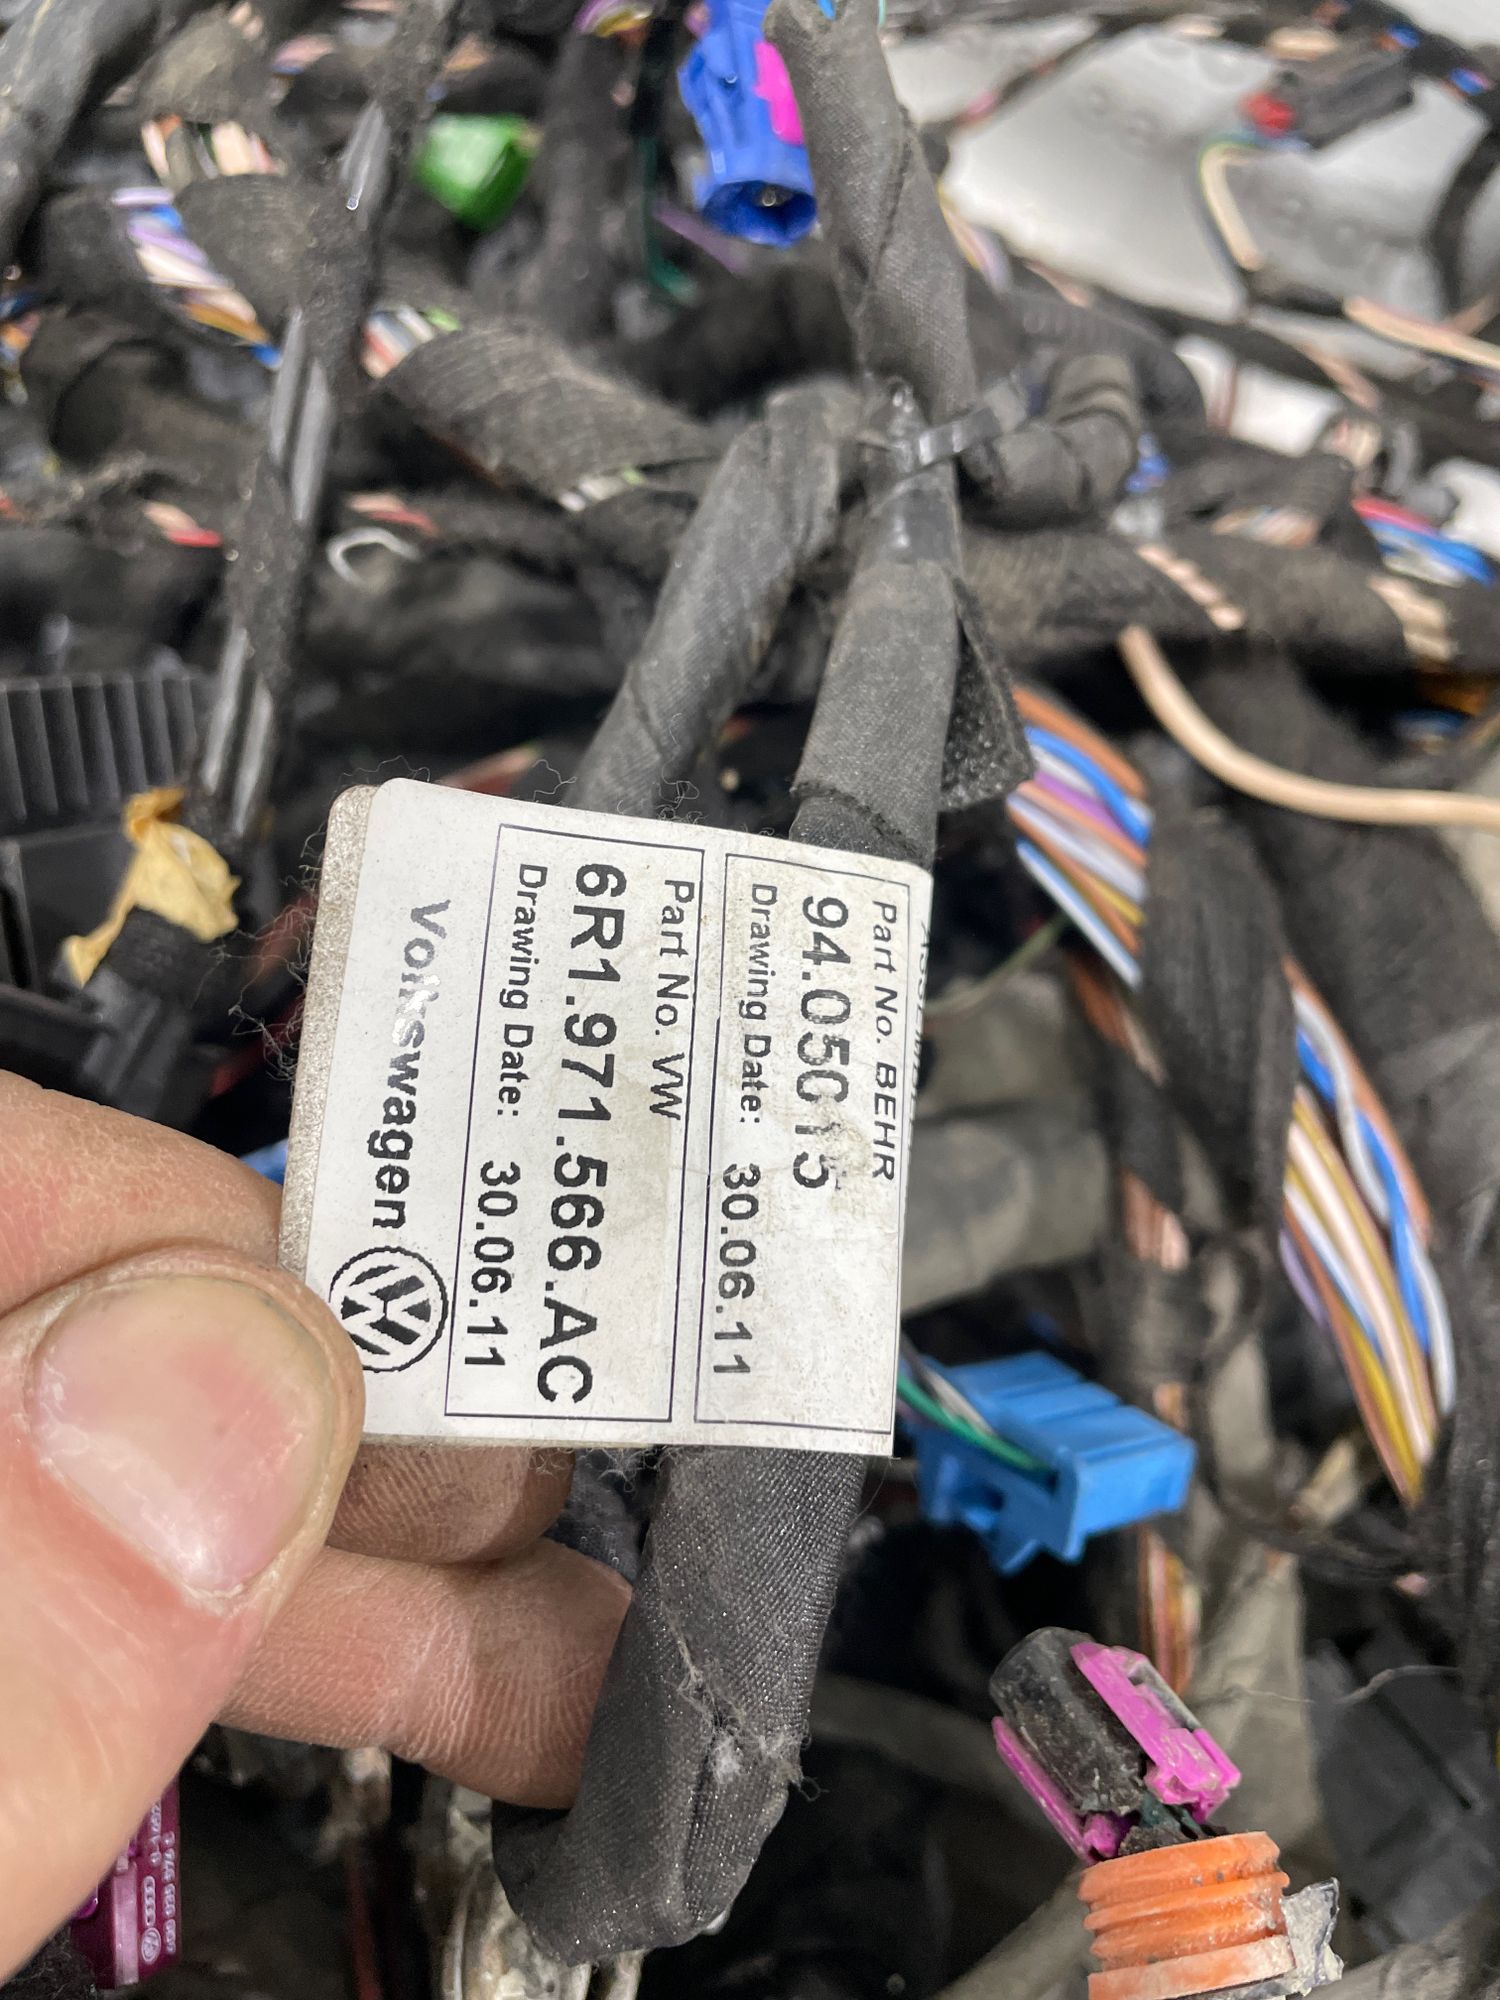 Part No. BEHR
94.05015
Drawing Date: 30.06.11
Part No. VW
6R1.971.566.AC
Drawing Date: 30.06.11
Volkswagen